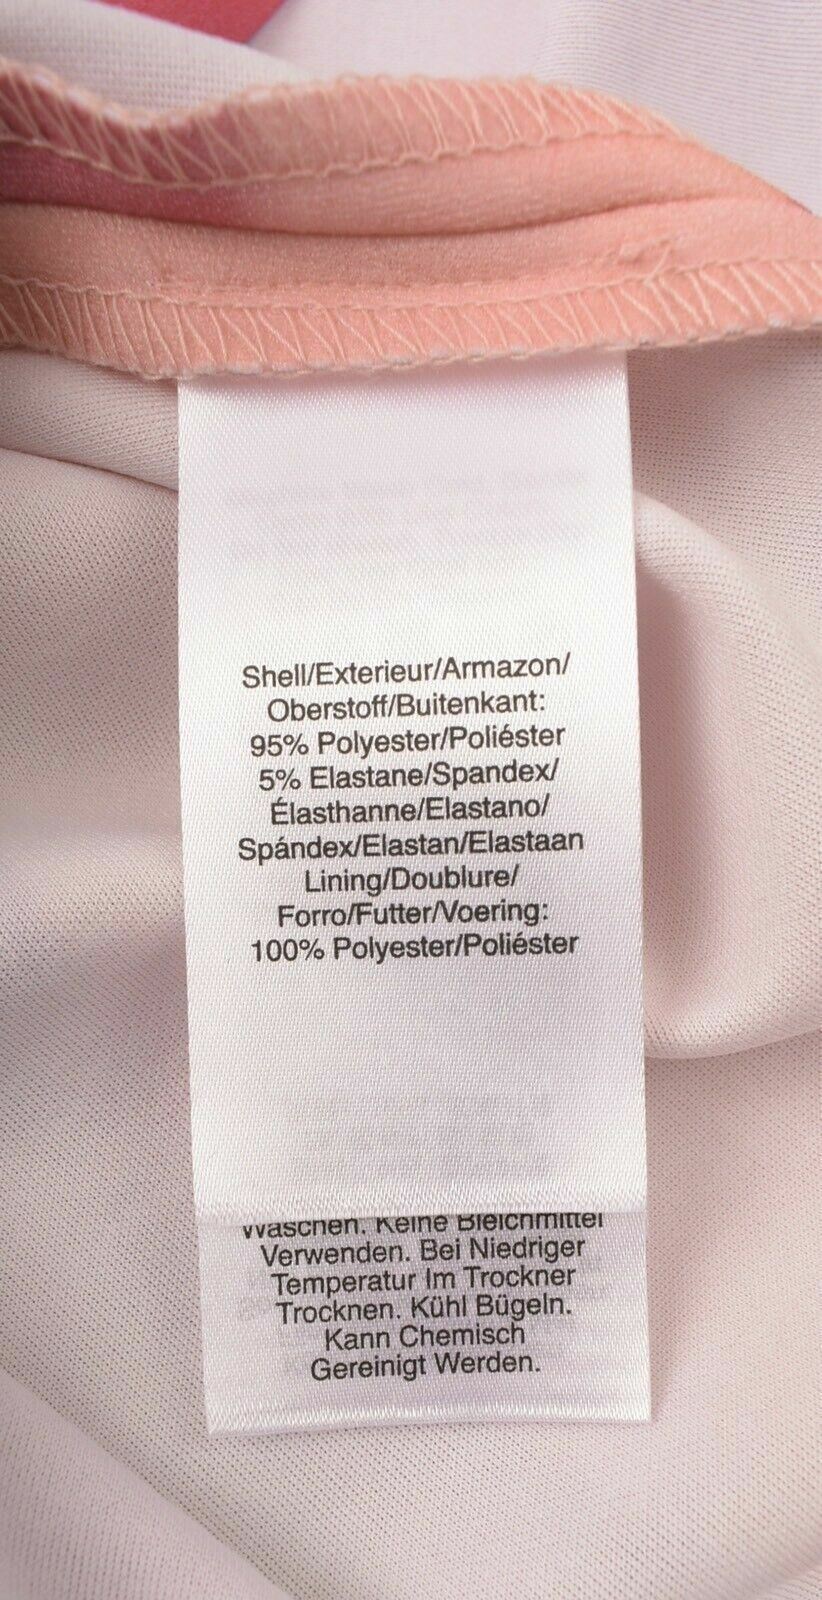 Shell/Exterieur/Armazon/
Oberstoff/Buitenkant:
95% Polyester/Poliéster
5% Elastane/Spandex/
Élasthanne/Elastano/
Spándex/Elastan/Elastaan
Lining/Doublure/
Forro/Futter/Voering:
100% Polyester/Poliéster
Waschen. Keine Bleichmittel
Verwenden. Bei Niedriger
Temperatur Im Trockner
Trocknen. Kühl Bügeln.
Kann Chemisch
Gereinigt Werden.